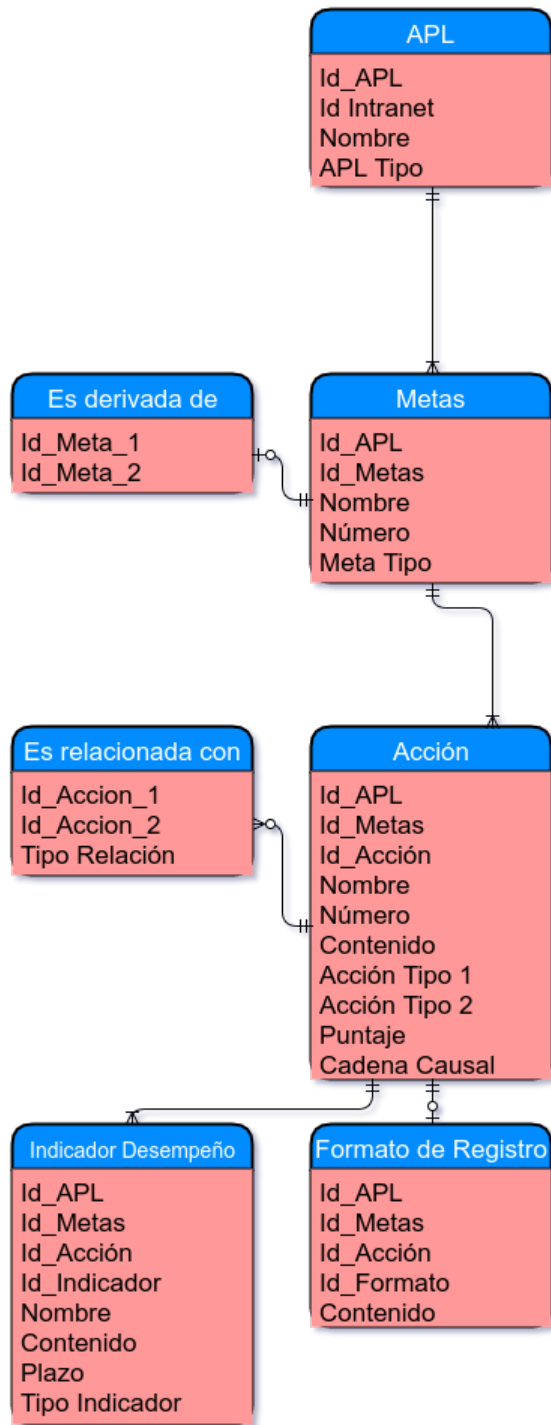 APL
Id_APL
Id Intranet
Nombre
APL Tipo
Es derivada de
Id_Meta_1
Id_Meta_2
Metas
Id_APL
Id_Metas
Nombre
Número
Meta Tipo
Es relacionada con
Id_Accion_1
Id_Accion_2
Tipo Relación
Acción
Id_APL
Id_Metas
Id_Acción
Nombre
Número
Contenido
Acción Tipo 1
Acción Tipo 2
Puntaje
Cadena Causal
Indicador Desempeño
Id_APL
Id_Metas
Id_Acción
Id_Indicador
Nombre
Contenido
Plazo
Tipo Indicador
Formato de Registro
Id_APL
Id_Metas
Id_Acción
Id_Formato
Contenido